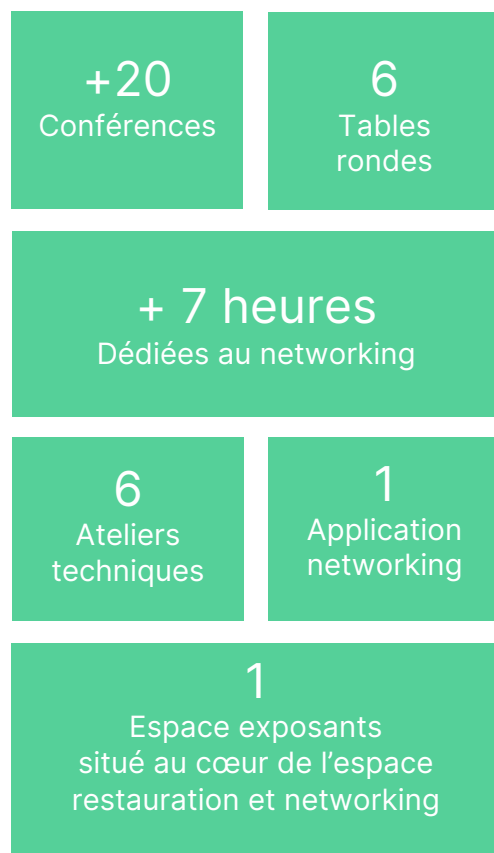 +20
Conférences
6
Tables
rondes
+ 7 heures
Dédiées au networking
6
Ateliers
techniques
1
Application
networking
1
Espace exposants
situé au cœur de l’espace
restauration et networking